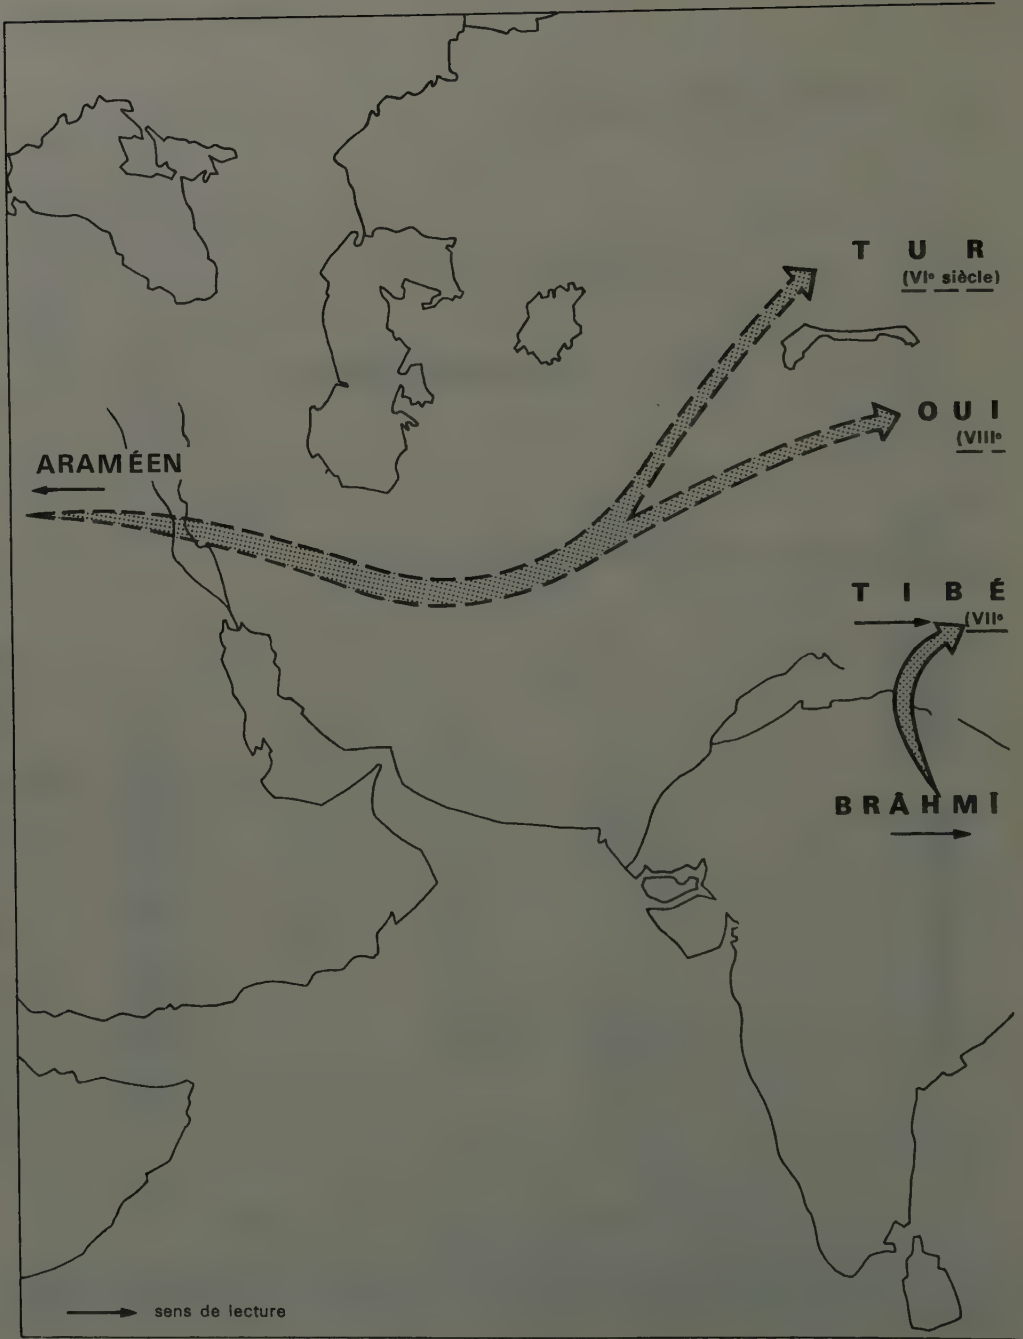 T U R
(VIe siècle)
O U I
(VIIIe
ARAMÉEN
T I B É
(VIIe
BRÂHMÎ
sens de lecture